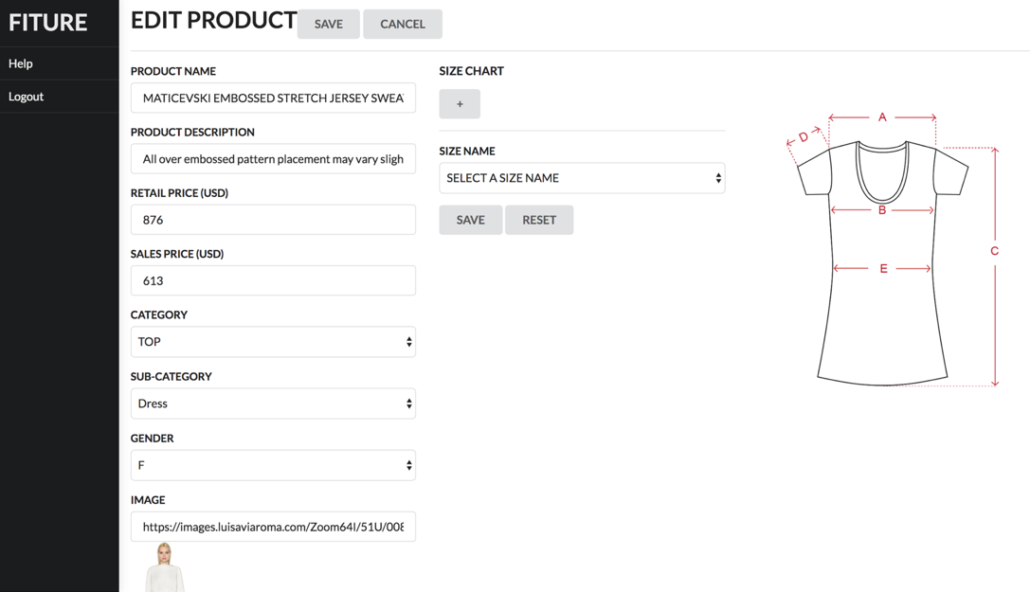 FITURE
Help
Logout
EDIT PRODUCT
SAVE
CANCEL
PRODUCT NAME
MATICEVSKI EMBOSSED STRETCH JERSEY SWEA
PRODUCT DESCRIPTION
All over embossed pattern placement may vary sligh
RETAIL PRICE (USD)
876
SALES PRICE (USD)
613
CATEGORY
TOP
SUB-CATEGORY
Dress
GENDER
F
IMAGE
https://images.luisaviaroma.com/Zoom64I/51U/008
SIZE CHART
+
SIZE NAME
SELECT A SIZE NAME
SAVE
RESET
A
D
B
C
E